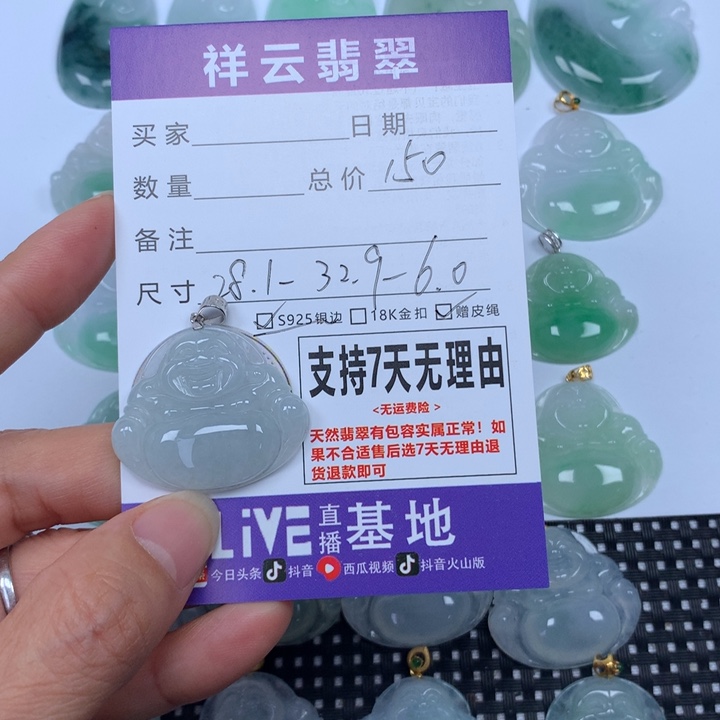 祥云翡翠
买家 日期
数量 总价 150
备注
尺寸 28.1-32.9-6.0
☑S925银边 ☐18K金扣 ☑赠皮绳
支持7天无理由
<无运费险>
天然翡翠有包容实属正常！如
果不合适售后选7天无理由退
货退款即可
LiVE直播基地
今日头条 抖音 西瓜视频 抖音火山版